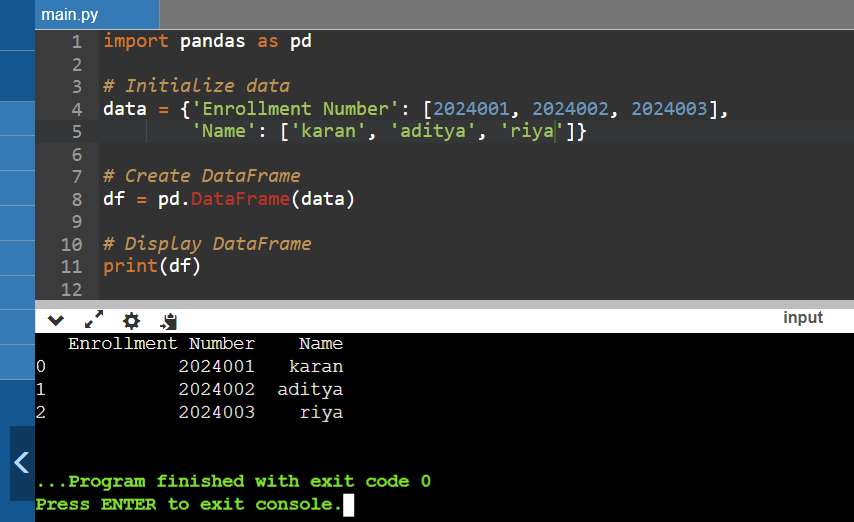 main.py
1 import pandas as pd
2
3 # Initialize data
4 data = {'Enrollment Number': [2024001, 2024002, 2024003],
5         'Name': ['karan', 'aditya', 'riya']}
6
7 # Create DataFrame
8 df = pd.DataFrame(data)
9
10 # Display DataFrame
11 print(df)
12
input
   Enrollment Number    Name
0            2024001   karan
1            2024002  aditya
2            2024003    riya
...Program finished with exit code 0
Press ENTER to exit console.